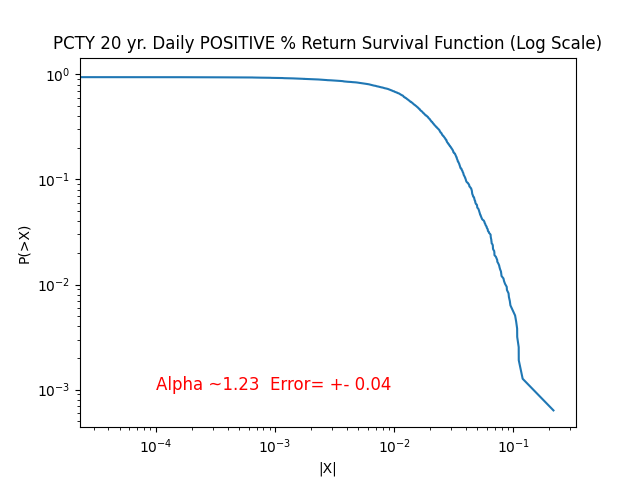 PCTY 20 yr. Daily POSITIVE % Return Survival Function (Log Scale)
10⁰
10⁻¹
10⁻²
10⁻³
P(>X)
Alpha ~1.23  Error= +- 0.04
10⁻⁴ 10⁻³ 10⁻² 10⁻¹
|X|